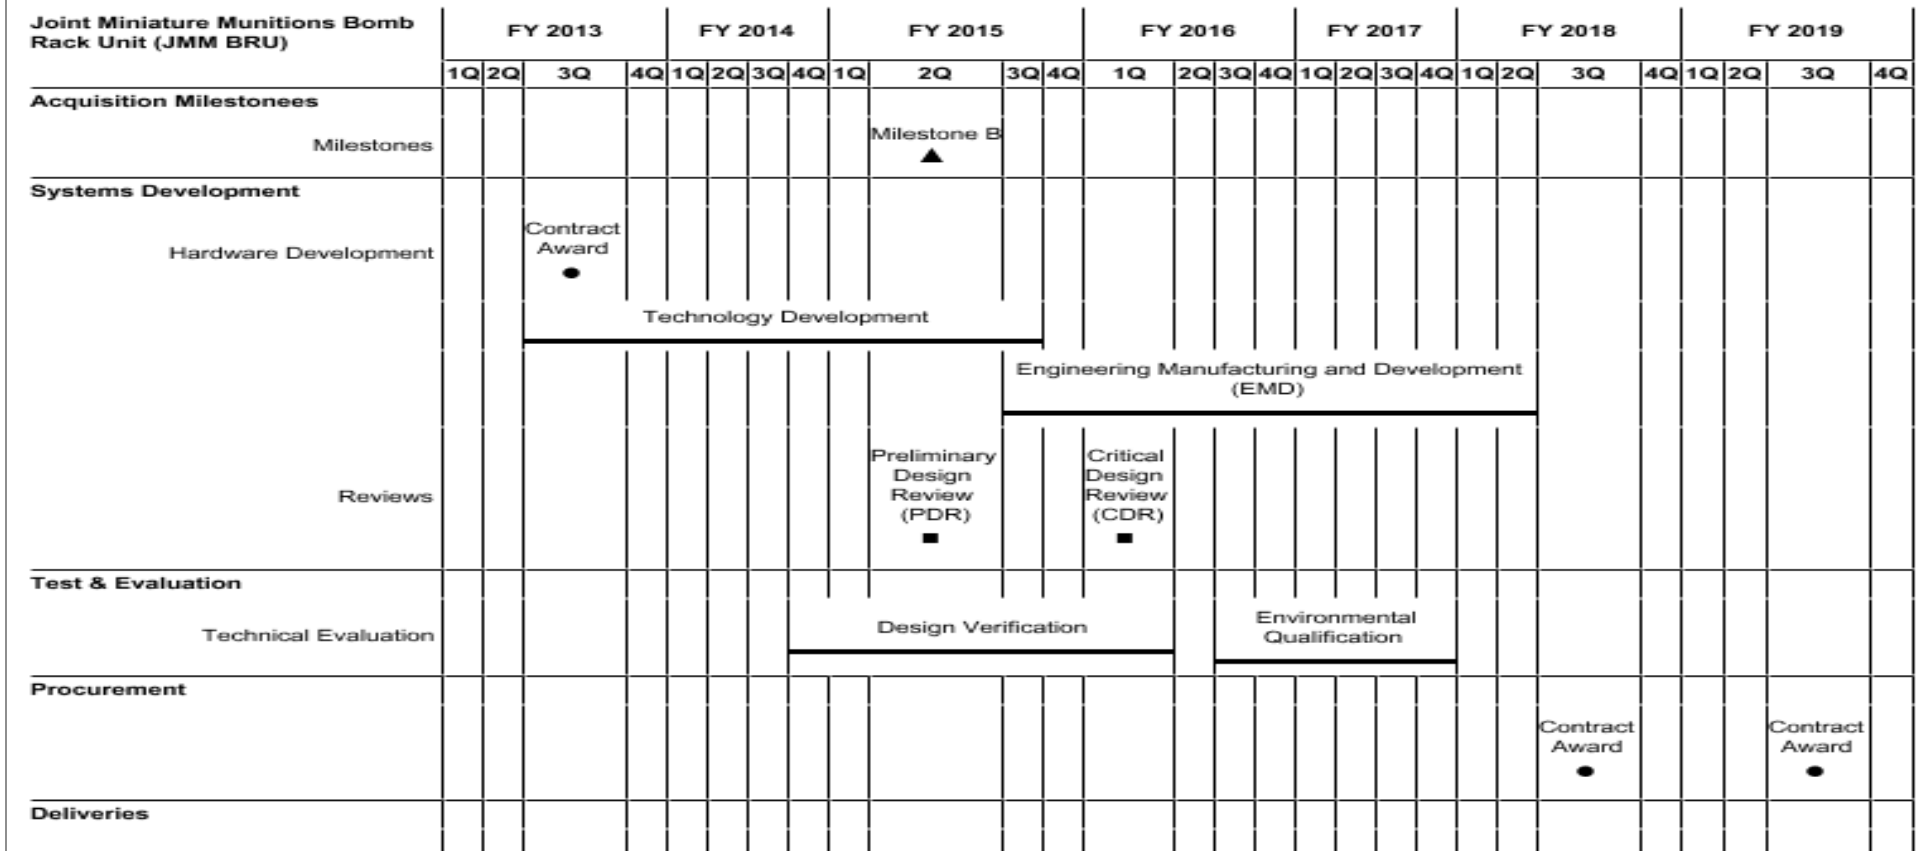 Joint Miniature Munitions Bomb
Rack Unit (JMM BRU)
FY 2013 FY 2014 FY 2015 FY 2016 FY 2017 FY 2018 FY 2019
1Q 2Q 3Q 4Q 1Q 2Q 3Q 4Q 1Q 2Q 3Q 4Q 1Q 2Q 3Q 4Q 1Q 2Q 3Q 4Q 1Q 2Q 3Q 4Q 1Q 2Q 3Q 4Q
Acquisition Milestonees
Milestones
Milestone B
Systems Development
Hardware Development
Contract
Award
Technology Development
Engineering Manufacturing and Development
(EMD)
Reviews
Preliminary
Design
Review
(PDR)
Critical
Design
Review
(CDR)
Test & Evaluation
Technical Evaluation
Design Verification
Environmental
Qualification
Procurement
Contract
Award
Contract
Award
Deliveries